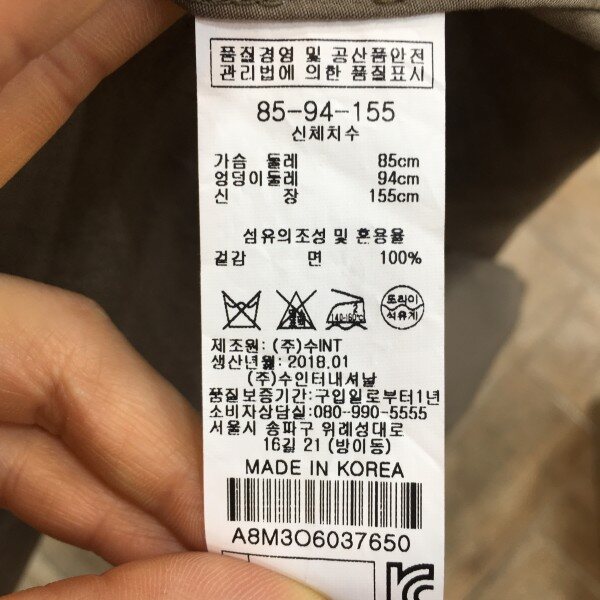 품질경영 및 공산품안전
관리법에 의한 품질표시
85-94-155
신체치수
가슴 둘레 85cm
엉덩이둘레 94cm
신 장 155cm
섬유의조성 및 혼용율
겉감 면 100%
140-160℃
드라이
석유계
제조원: (주)수INT
생산년월: 2018.01
(주)수인터내셔날
품질보증기간: 구입일로부터1년
소비자상담실: 080-990-5555
서울시 송파구 위례성대로
16길 21 (방이동)
MADE IN KOREA
A8M3O6037650